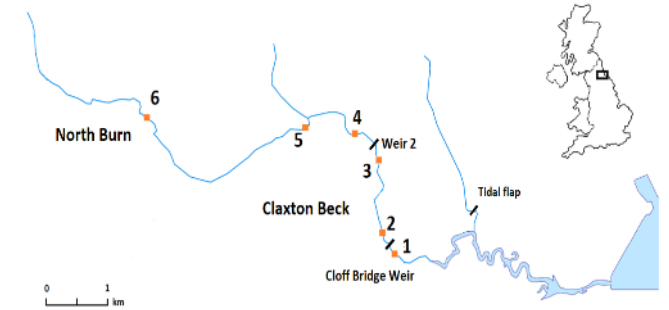 6
North Burn
4
5
Weir 2
3
Tidal flap
Claxton Beck
2
1
Cloff Bridge Weir
0 1
km